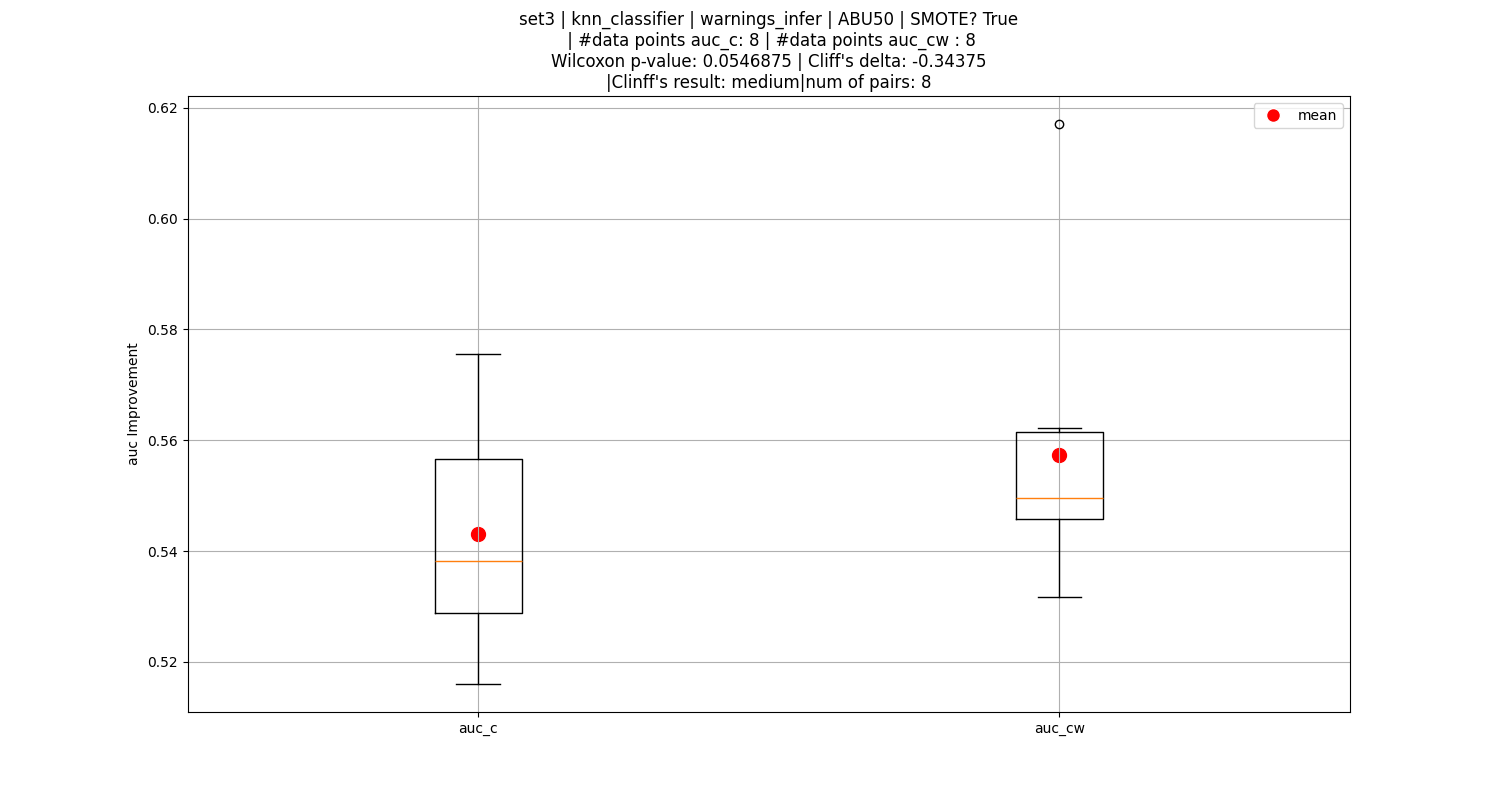 set3 | knn_classifier | warnings_infer | ABU50 | SMOTE? True
| #data points auc_c: 8 | #data points auc_cw : 8
Wilcoxon p-value: 0.0546875 | Cliff's delta: -0.34375
|Clinff's result: medium|num of pairs: 8
mean
0.62
0.60
0.58
0.56
0.54
0.52
auc Improvement
auc_c
auc_cw